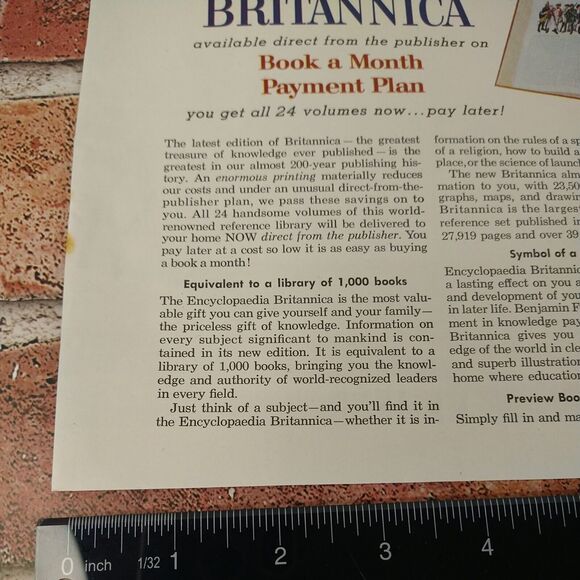 BRITANNICA
available direct from the publisher on
Book a Month
Payment Plan
you get all 24 volumes now...pay later!
The latest edition of Britannica—the greatest
treasure of knowledge ever published—is the
greatest in our almost 200-year publishing his-
tory. An enormous printing materially reduces
our costs and under an unusual direct-from-the-
publisher plan, we pass these savings on to
you. All 24 handsome volumes of this world-
renowned reference library will be delivered to
your home NOW direct from the publisher. You
pay later at a cost so low it is as easy as buying
a book a month!
Equivalent to a library of 1,000 books
The Encyclopaedia Britannica is the most valu-
able gift you can give yourself and your family—
the priceless gift of knowledge. Information on
every subject significant to mankind is con-
tained in its new edition. It is equivalent to a
library of 1,000 books, bringing you the knowl-
edge and authority of world-recognized leaders
in every field.
Just think of a subject—and you'll find it in
the Encyclopaedia Britannica—whether it is in-
formation on the rules of a sp
of a religion, how to build a
place, or the science of launch
The new Britannica alm
mation to you, with 23,50
graphs, maps, and drawin
Britannica is the larges
reference set published in
27,919 pages and over 39,
Symbol of a
Encyclopaedia Britannic
a lasting effect on you a
and development of you
in later life. Benjamin F
ment in knowledge pay
Britannica gives you
edge of the world in cle
and superb illustration
home where education
Preview Boo
Simply fill in and ma
0 inch 1/32 1 2 3 4